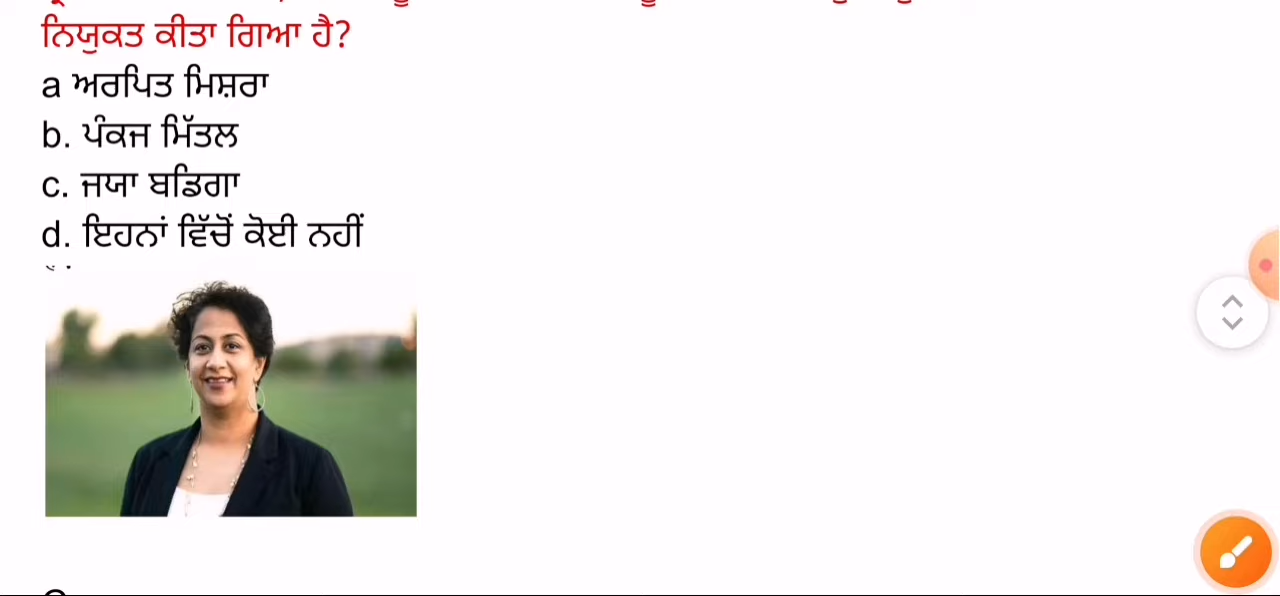 ਨਿਯੁਕਤ ਕੀਤਾ ਗਿਆ ਹੈ?
a ਅਰਪਿਤ ਮਿਸ਼ਰਾ
b. ਪੰਕਜ ਮਿੱਤਲ
c. ਜਯਾ ਬਡਿਗਾ
d. ਇਹਨਾਂ ਵਿੱਚੋਂ ਕੋਈ ਨਹੀਂ